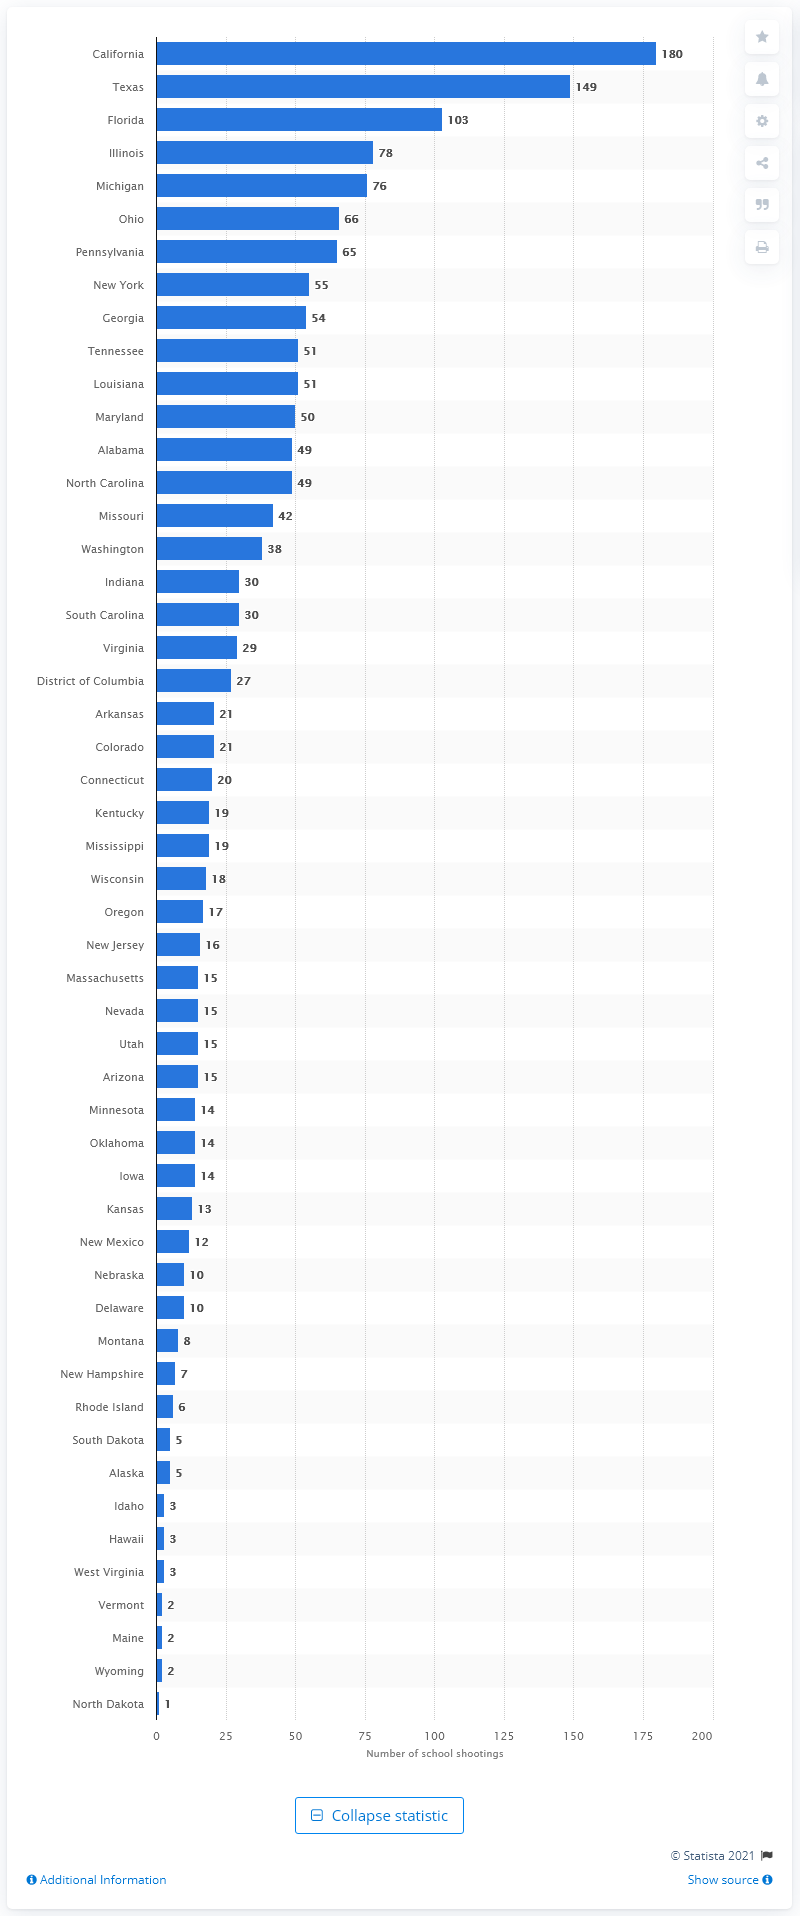 California 180
Texas 149
Florida 103
Illinois 78
Michigan 76
Ohio 66
Pennsylvania 65
New York 55
Georgia 54
Tennessee 51
Louisiana 51
Maryland 50
Alabama 49
North Carolina 49
Missouri 42
Washington 38
Indiana 30
South Carolina 30
Virginia 29
District of Columbia 27
Arkansas 21
Colorado 21
Connecticut 20
Kentucky 19
Mississippi 19
Wisconsin 18
Oregon 17
New Jersey 16
Massachusetts 15
Nevada 15
Utah 15
Arizona 15
Minnesota 14
Oklahoma 14
Iowa 14
Kansas 13
New Mexico 12
Nebraska 10
Delaware 10
Montana 8
New Hampshire 7
Rhode Island 6
South Dakota 5
Alaska 5
Idaho 3
Hawaii 3
West Virginia 3
Vermont 2
Maine 2
Wyoming 2
North Dakota 1
0 25 50 75 100 125 150 175 200
Number of school shootings
Collapse statistic
© Statista 2021
Additional Information Show source